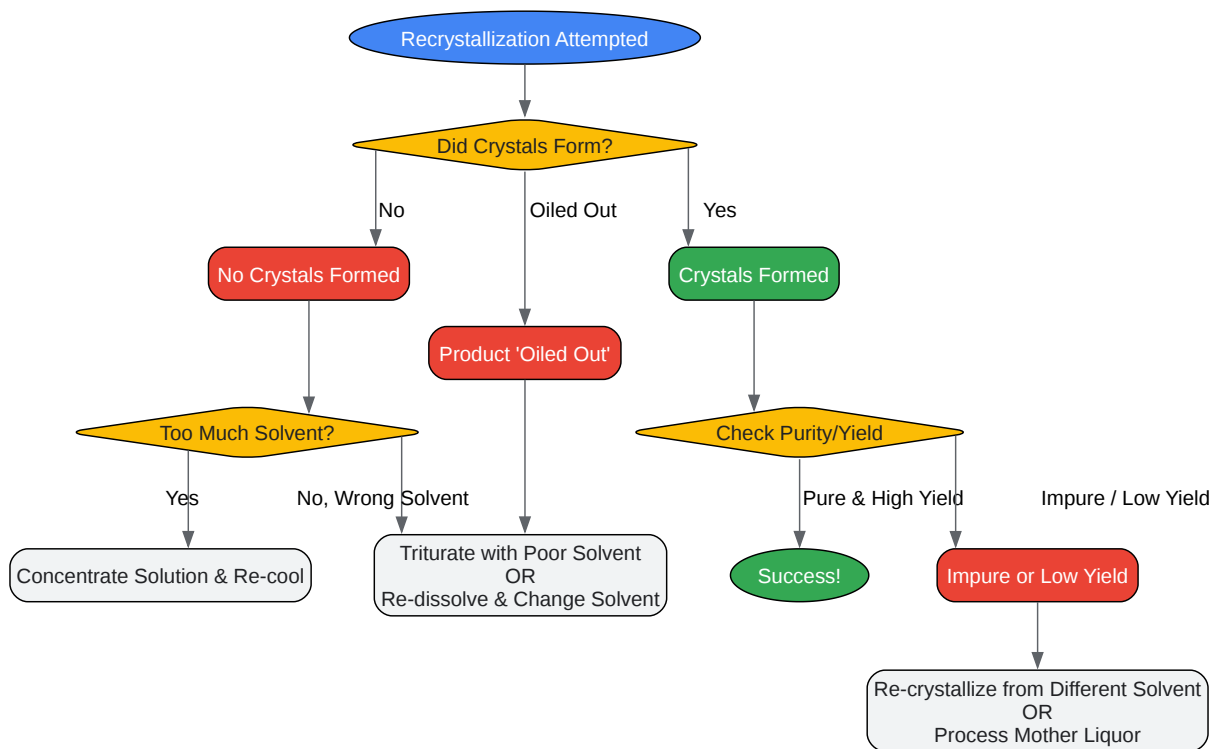 Recrystallization Attempted
Did Crystals Form?
No
Oiled Out
Yes
No Crystals Formed
Crystals Formed
Product 'Oiled Out'
Too Much Solvent?
Check Purity/Yield
Yes
No, Wrong Solvent
Pure & High Yield
Impure / Low Yield
Concentrate Solution & Re-cool
Triturate with Poor Solvent
OR
Re-dissolve & Change Solvent
Success!
Impure or Low Yield
Re-crystallize from Different Solvent
OR
Process Mother Liquor